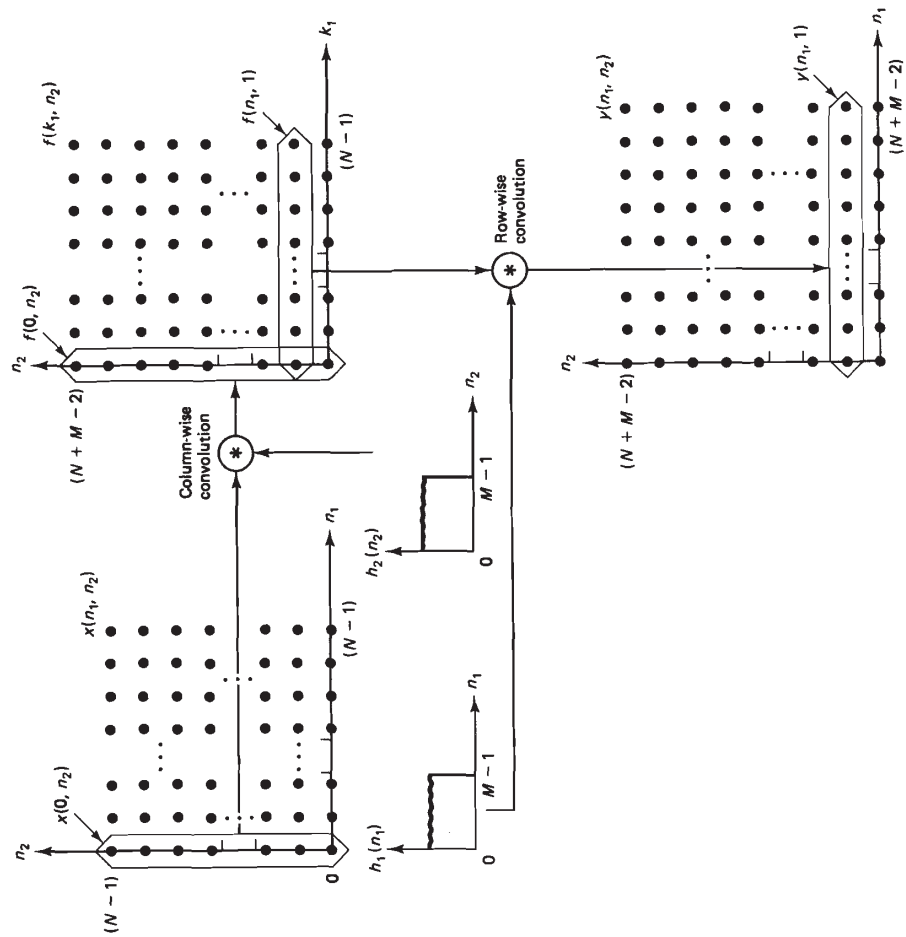 x(n₁, n₂)
x(0, n₂)
n₂
(N − 1)
0
(N − 1)
n₁
Column-wise
convolution
*
f(k₁, n₂)
f(0, n₂)
n₂
(N + M − 2)
f(n₁, 1)
(N − 1)
k₁
h₁(n₁)
0
M − 1
n₁
h₂(n₂)
0
M − 1
n₂
Row-wise
convolution
*
y(n₁, n₂)
n₂
(N + M − 2)
y(n₁, 1)
(N + M − 2)
n₁